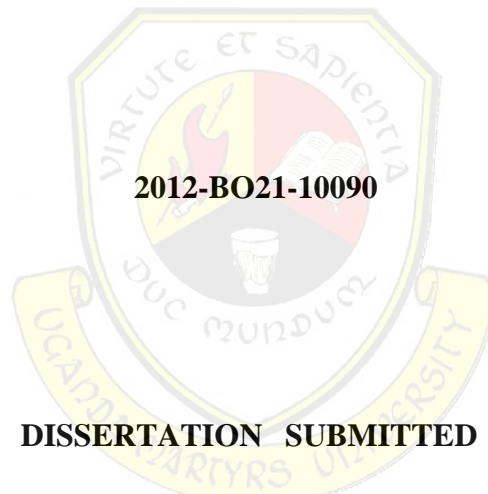 VIRTUTE ET SAPIENTIA
2012-BO21-10090
DUC MUNDUM
DISSERTATION SUBMITTED
UGANDA MARTYRS UNIVERSITY